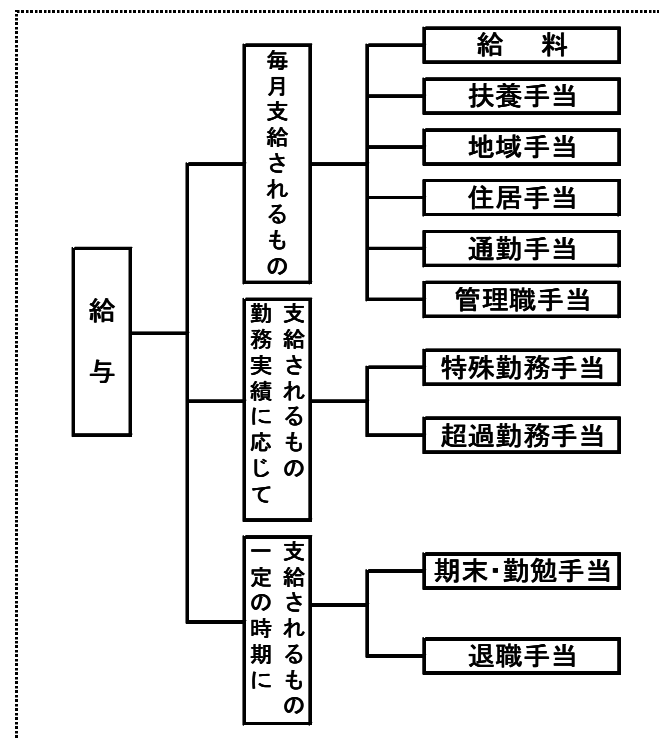 給与
毎月支給されるもの
給料
扶養手当
地域手当
住居手当
通勤手当
管理職手当
勤務実績に応じて
支給されるもの
特殊勤務手当
超過勤務手当
一定の時期に
支給されるもの
期末・勤勉手当
退職手当